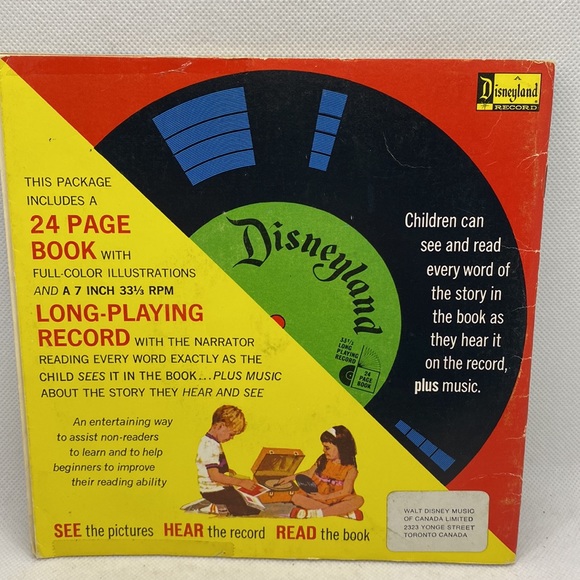 Disneyland
RECORD
THIS PACKAGE
INCLUDES A
24 PAGE
BOOK WITH
FULL-COLOR ILLUSTRATIONS
AND A 7 INCH 33⅓ RPM
LONG-PLAYING
RECORD WITH THE NARRATOR
READING EVERY WORD EXACTLY AS THE
CHILD SEES IT IN THE BOOK...PLUS MUSIC
ABOUT THE STORY THEY HEAR AND SEE
Disneyland
33⅓
LONG
PLAYING
RECORD
24
PAGE
BOOK
Children can
see and read
every word of
the story in
the book as
they hear it
on the record,
plus music.
An entertaining way
to assist non-readers
to learn and to help
beginners to improve
their reading ability
SEE the pictures HEAR the record READ the book
WALT DISNEY MUSIC
OF CANADA LIMITED
2323 YONGE STREET
TORONTO CANADA